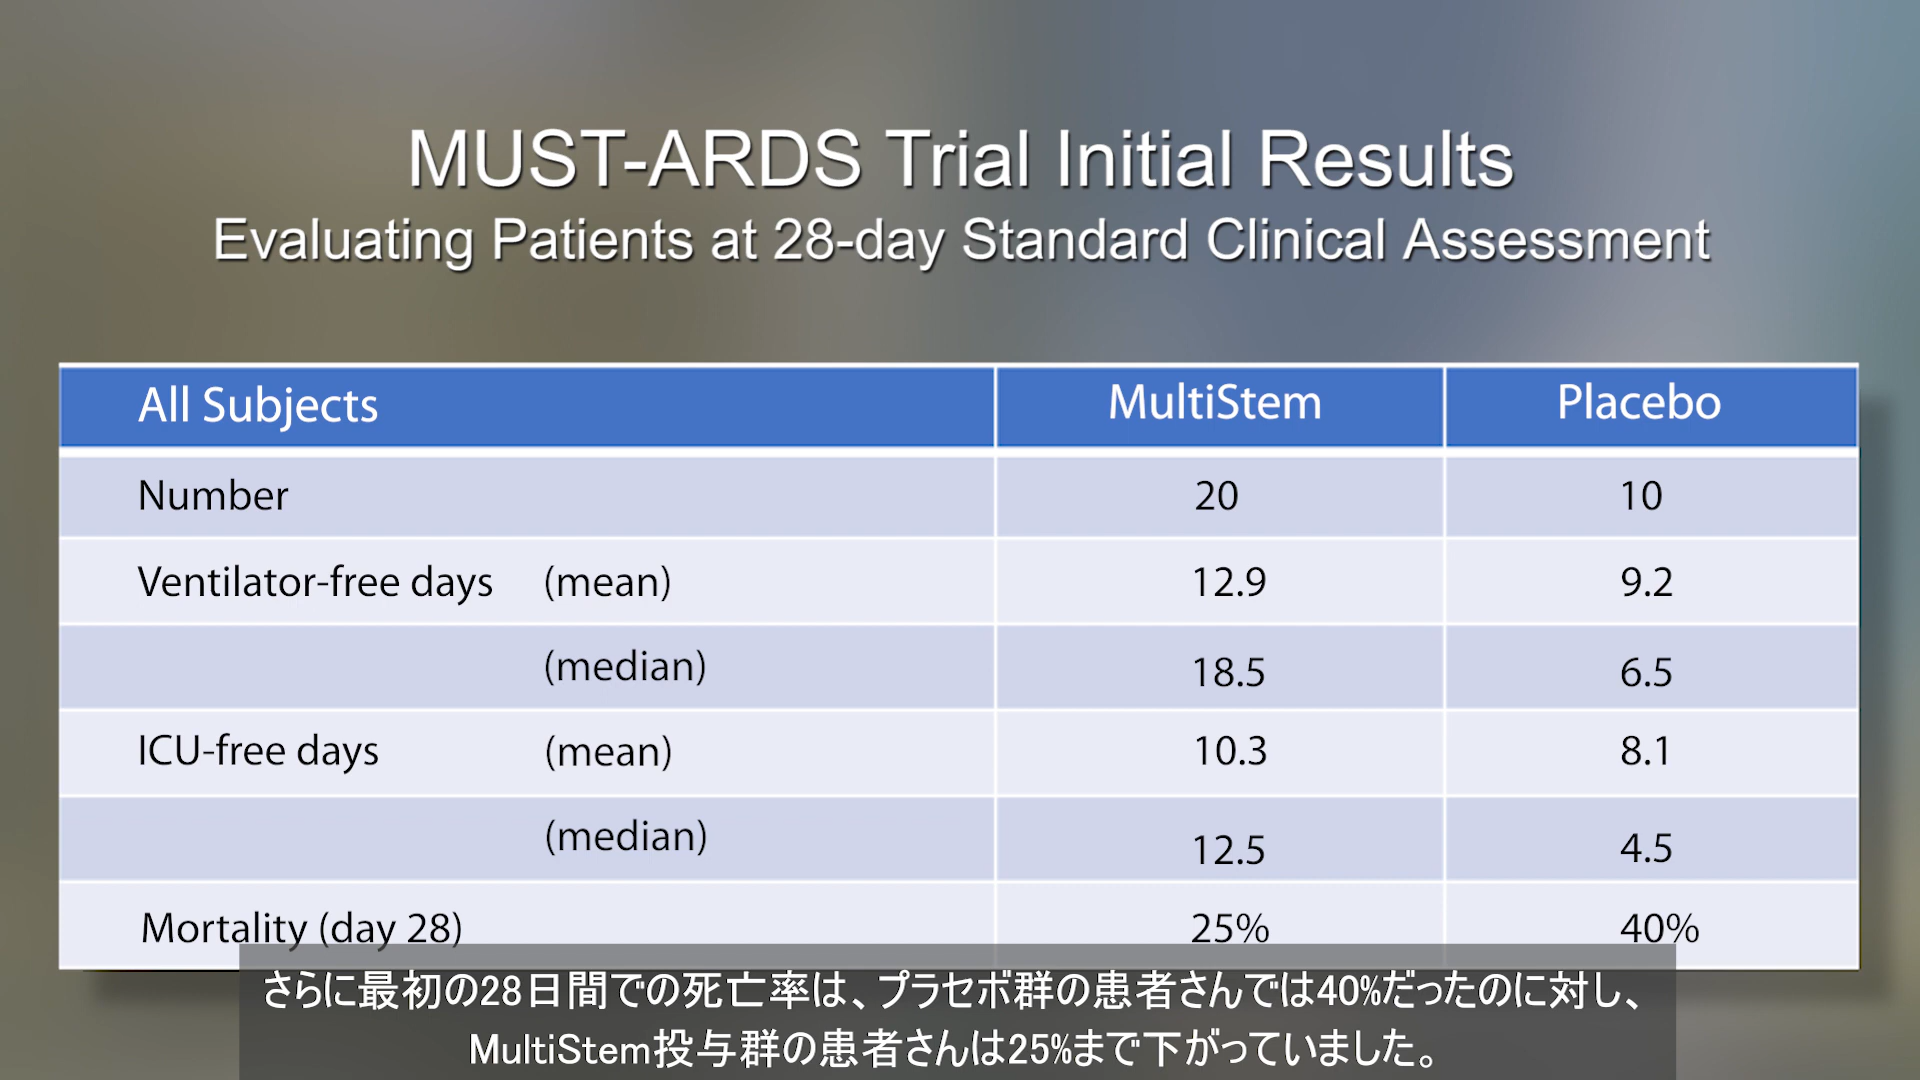 MUST-ARDS Trial Initial Results
Evaluating Patients at 28-day Standard Clinical Assessment
All Subjects MultiStem Placebo
Number 20 10
Ventilator-free days (mean) 12.9 9.2
(median) 18.5 6.5
ICU-free days (mean) 10.3 8.1
(median) 12.5 4.5
Mortality (day 28) 25% 40%
さらに最初の28日間での死亡率は、プラセボ群の患者さんでは40%だったのに対し、
MultiStem投与群の患者さんは25%まで下がっていました。